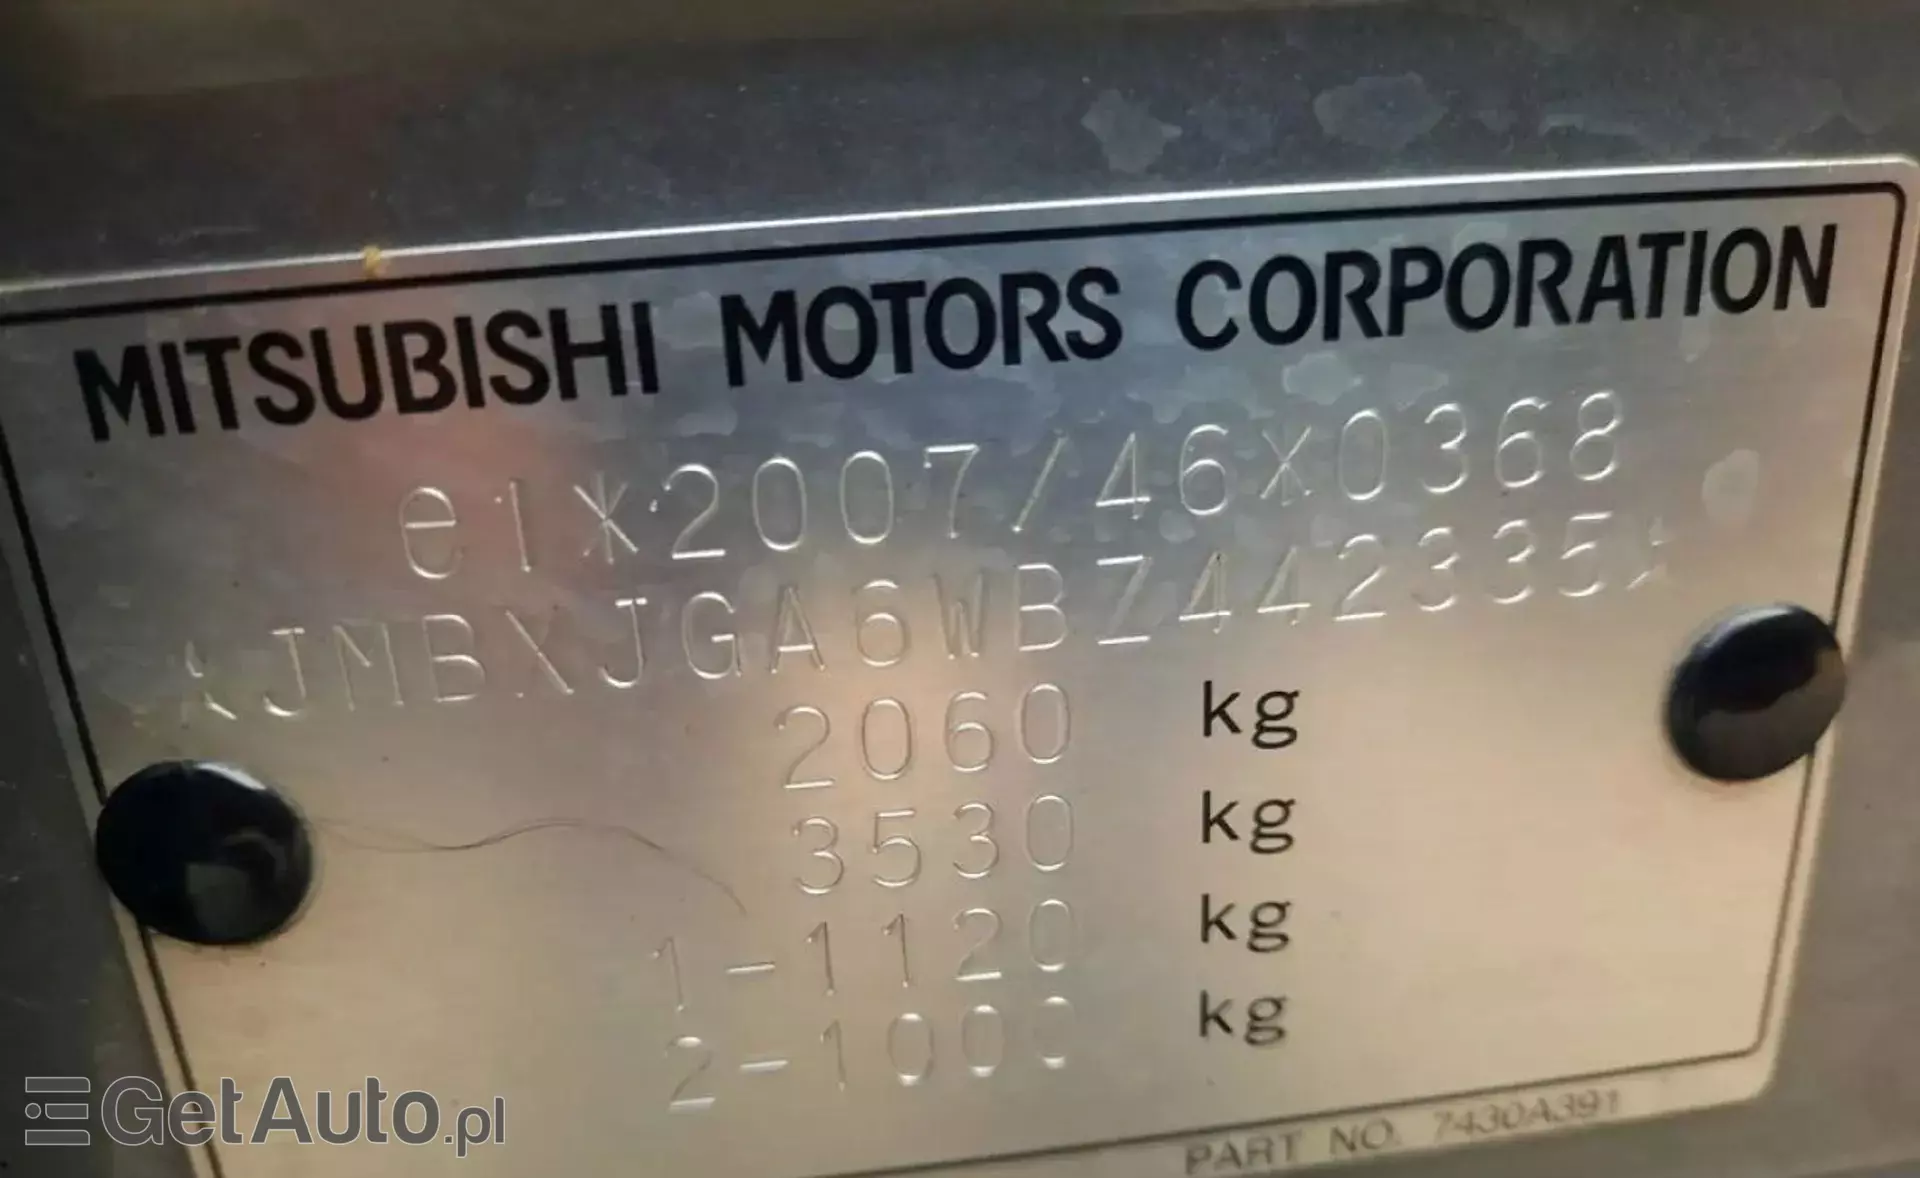 MITSUBISHI MOTORS CORPORATION
e1*2007/46*0368
*JMBXJGA6WBZ442335*
2060 kg
3530 kg
1-1120 kg
2-1000 kg
PART NO. 7430A391
GetAuto.pl